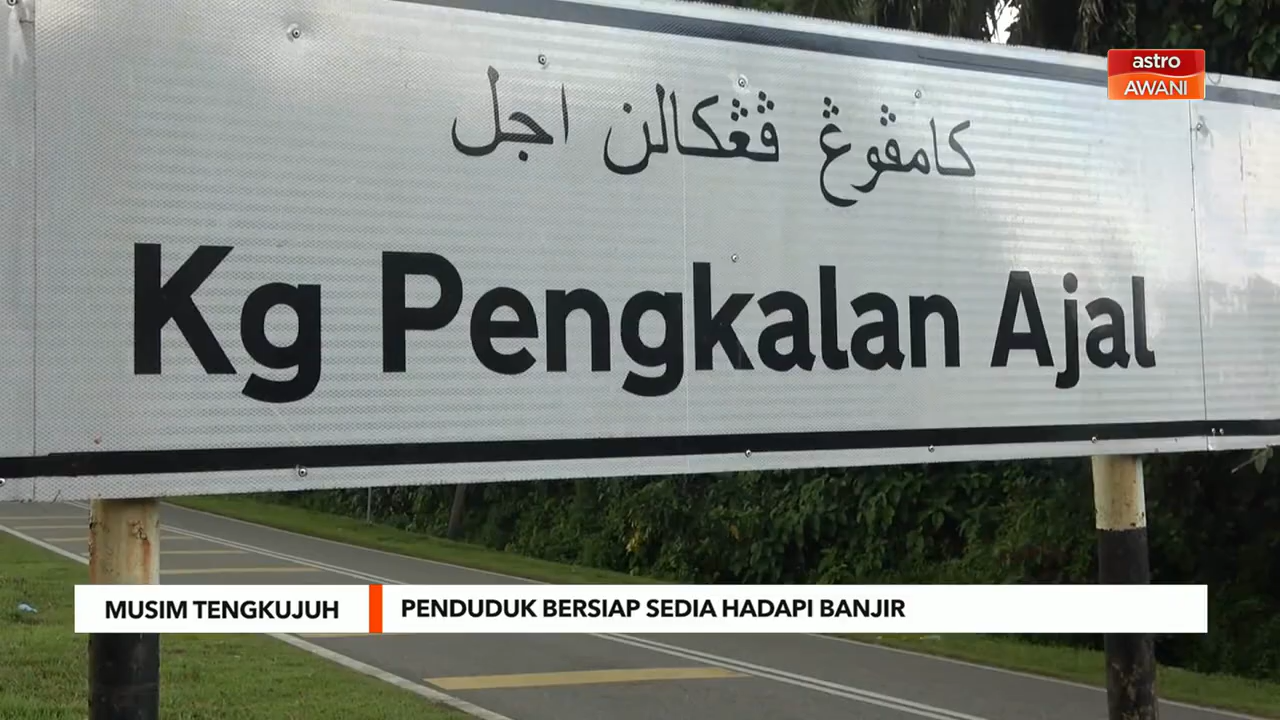 astro
AWANI
كامڤوڠ ڤڠكالن اجل
Kg Pengkalan Ajal
MUSIM TENGKUJUH
PENDUDUK BERSIAP SEDIA HADAPI BANJIR